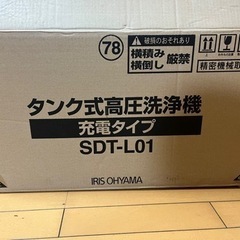 78
破損のおそれあり
横積み
横倒し
厳禁
精密機械
タンク式高圧洗浄機
充電タイプ
SDT-L01
IRIS OHYAMA